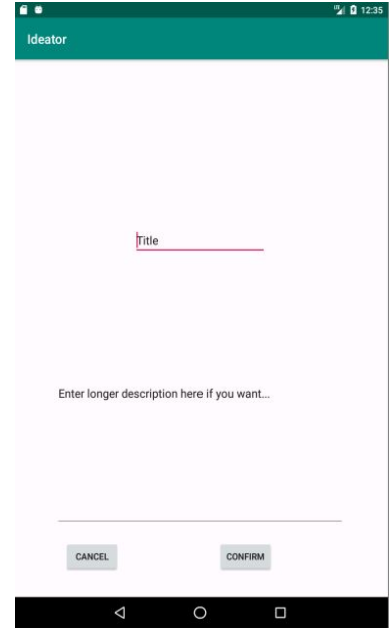 12:35
Ideator
Title
Enter longer description here if you want...
CANCEL CONFIRM